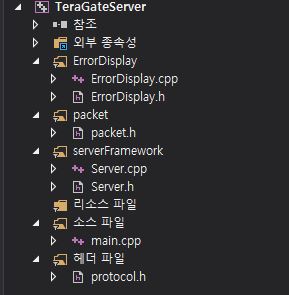 TeraGateServer
참조
외부 종속성
ErrorDisplay
ErrorDisplay.cpp
ErrorDisplay.h
packet
packet.h
serverFramework
Server.cpp
Server.h
리소스 파일
소스 파일
main.cpp
헤더 파일
protocol.h